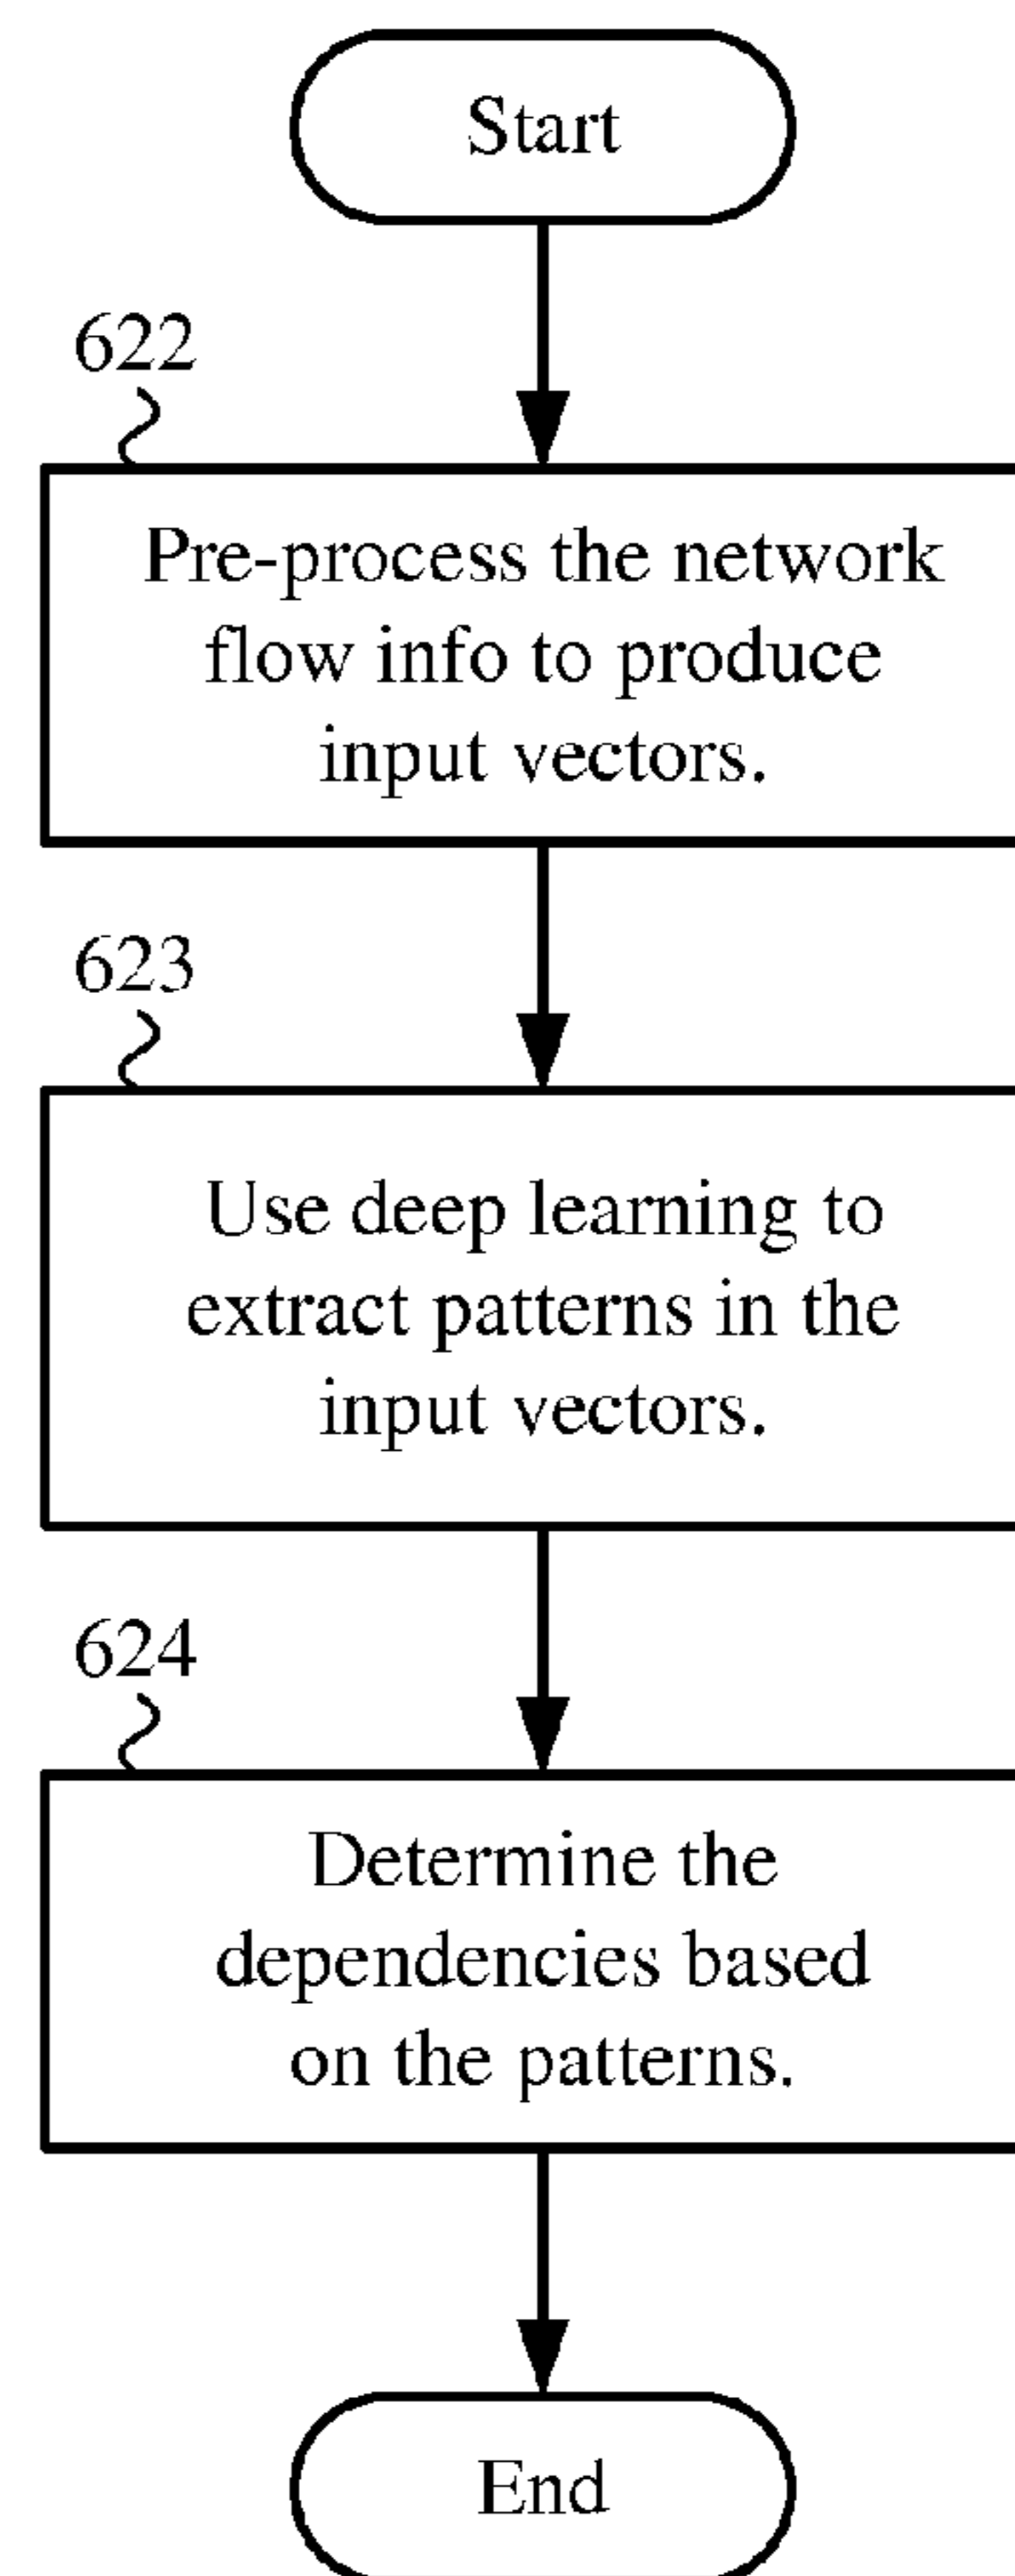 Start
622
Pre-process the network
flow info to produce
input vectors.
623
Use deep learning to
extract patterns in the
input vectors.
624
Determine the
dependencies based
on the patterns.
End